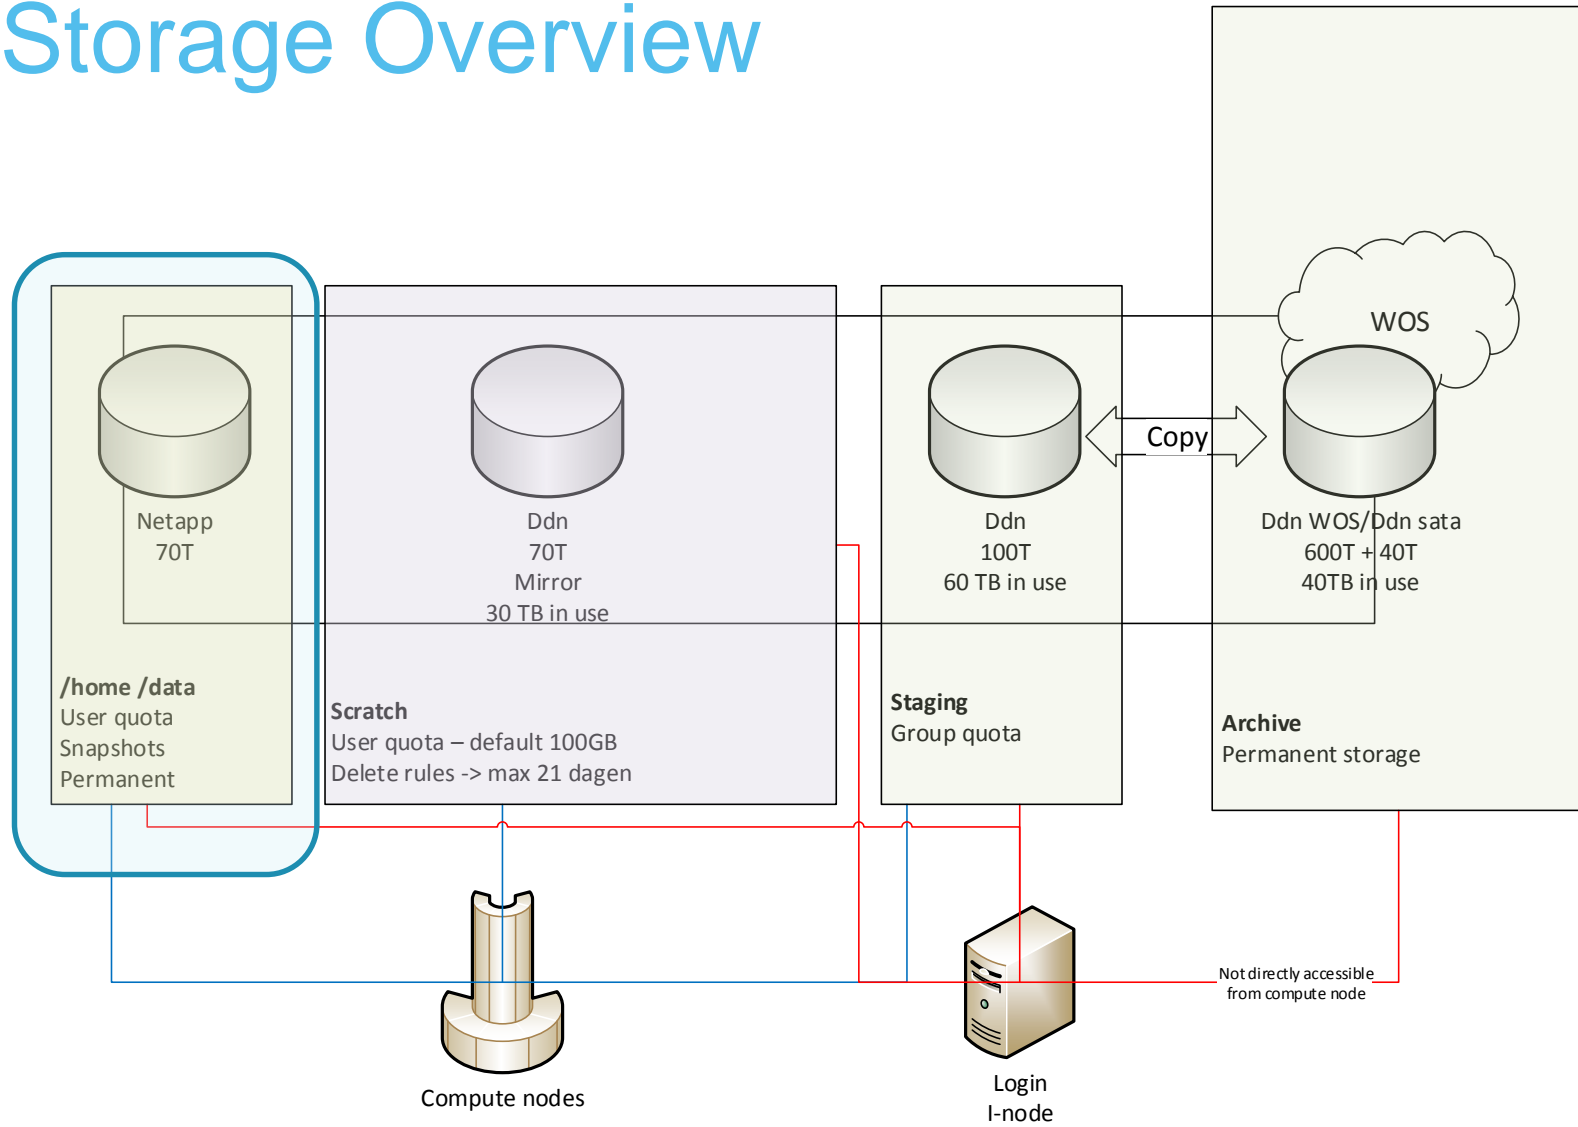 Storage Overview
WOS
Copy
Netapp
70T
Ddn
70T
Mirror
30 TB in use
Ddn
100T
60 TB in use
Ddn WOS/Ddn sata
600T + 40T
40TB in use
/home /data
User quota
Snapshots
Permanent
Scratch
User quota – default 100GB
Delete rules -> max 21 dagen
Staging
Group quota
Archive
Permanent storage
Not directly accessible
from compute node
Compute nodes
Login
I-node